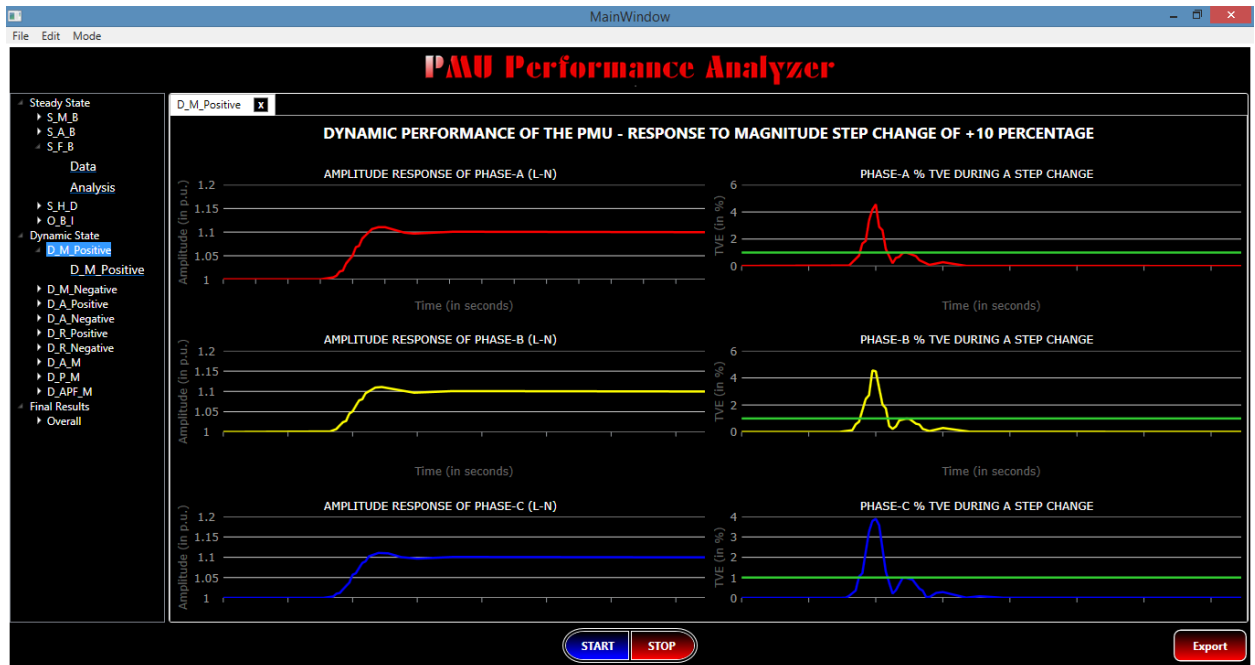 MainWindow
File Edit Mode
PMU Performance Analyzer
Steady State
S_M_B
S_A_B
S_F_B
Data
Analysis
S_H_D
O_B_I
Dynamic State
D_M_Positive
D_M_Positive
D_M_Negative
D_A_Positive
D_A_Negative
D_R_Positive
D_R_Negative
D_A_M
D_P_M
D_APF_M
Final Results
Overall
D_M_Positive X
DYNAMIC PERFORMANCE OF THE PMU - RESPONSE TO MAGNITUDE STEP CHANGE OF +10 PERCENTAGE
AMPLITUDE RESPONSE OF PHASE-A (L-N)
Amplitude (in p.u.)
1.2
1.15
1.1
1.05
1
Time (in seconds)
PHASE-A % TVE DURING A STEP CHANGE
TVE (in %)
6
4
2
0
Time (in seconds)
AMPLITUDE RESPONSE OF PHASE-B (L-N)
Amplitude (in p.u.)
1.2
1.15
1.1
1.05
1
Time (in seconds)
PHASE-B % TVE DURING A STEP CHANGE
TVE (in %)
6
4
2
0
Time (in seconds)
AMPLITUDE RESPONSE OF PHASE-C (L-N)
Amplitude (in p.u.)
1.2
1.15
1.1
1.05
1
PHASE-C % TVE DURING A STEP CHANGE
TVE (in %)
4
3
2
1
0
START STOP
Export